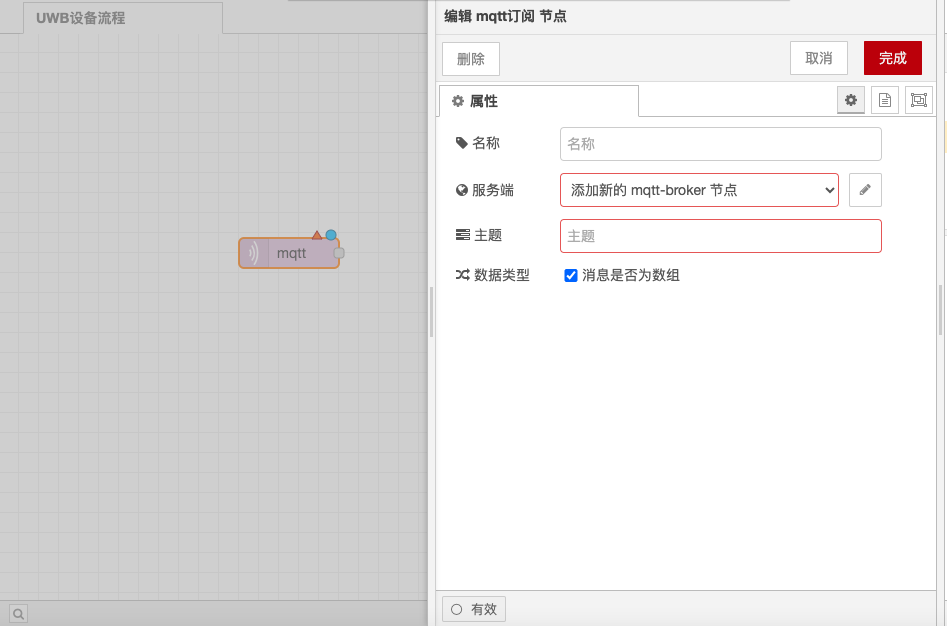 UWB设备流程
mqtt
编辑 mqtt订阅 节点
删除
取消
完成
属性
名称
名称
服务端
添加新的 mqtt-broker 节点
主题
主题
数据类型
消息是否为数组
有效